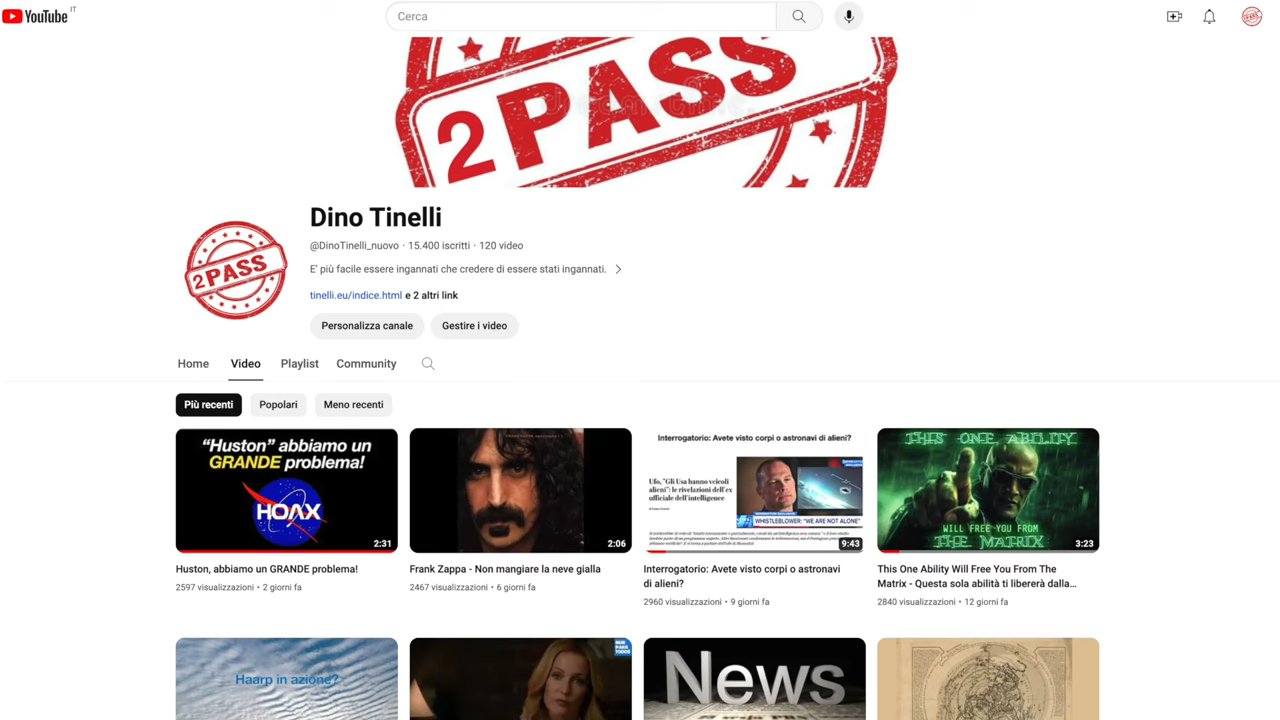 YouTube IT
Cerca
2PASS
Dino Tinelli
@DinoTinelli_nuovo · 15.400 iscritti · 120 video
E' più facile essere ingannati che credere di essere stati ingannati.
tinelli.eu/indice.html e 2 altri link
2PASS
Personalizza canale
Gestire i video
Home
Video
Playlist
Community
Più recenti
Popolari
Meno recenti
“Huston” abbiamo un
GRANDE problema!
HOAX
2:31
2:06
Interrogatorio: Avete visto corpi o astronavi di alieni?
Ufo, "Gli Usa hanno veicoli
alieni": le rivelazioni dell'ex
ufficiale dell'intelligence
WHISTLEBLOWER: "WE ARE NOT ALONE"
9:43
THIS ONE ABILITY
WILL FREE YOU FROM
THE MATRIX
3:23
Huston, abbiamo un GRANDE problema!
2597 visualizzazioni • 2 giorni fa
Frank Zappa - Non mangiare la neve gialla
2467 visualizzazioni • 6 giorni fa
Interrogatorio: Avete visto corpi o astronavi
di alieni?
2960 visualizzazioni • 9 giorni fa
This One Ability Will Free You From The
Matrix - Questa sola abilità ti libererà dalla…
2840 visualizzazioni • 12 giorni fa
Haarp in azione?
News